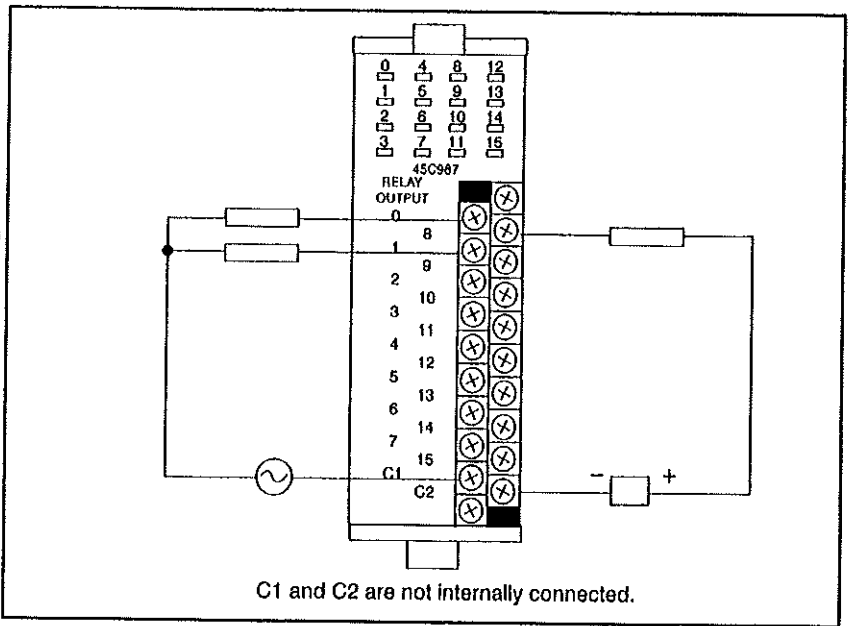 0 4 8 12
1 5 9 13
2 6 10 14
3 7 11 15
45C987
RELAY
OUTPUT
0
8
1
9
2
10
3
11
4
12
5
13
6
14
7
15
C1
C2
- +
C1 and C2 are not internally connected.